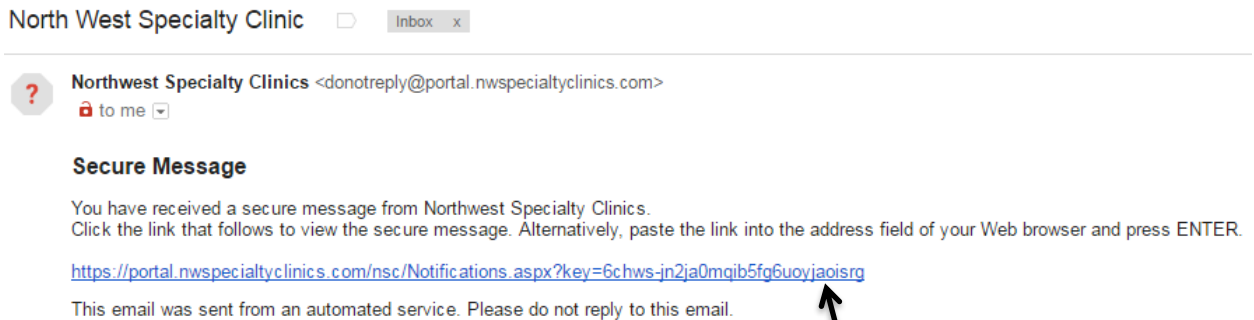 North West Specialty Clinic Inbox x
?
Northwest Specialty Clinics <donotreply@portal.nwspecialtyclinics.com>
to me
Secure Message
You have received a secure message from Northwest Specialty Clinics.
Click the link that follows to view the secure message. Alternatively, paste the link into the address field of your Web browser and press ENTER.
https://portal.nwspecialtyclinics.com/nsc/Notifications.aspx?key=6chws-jn2ja0mqib5fg6uoyjaoisrg
This email was sent from an automated service. Please do not reply to this email.